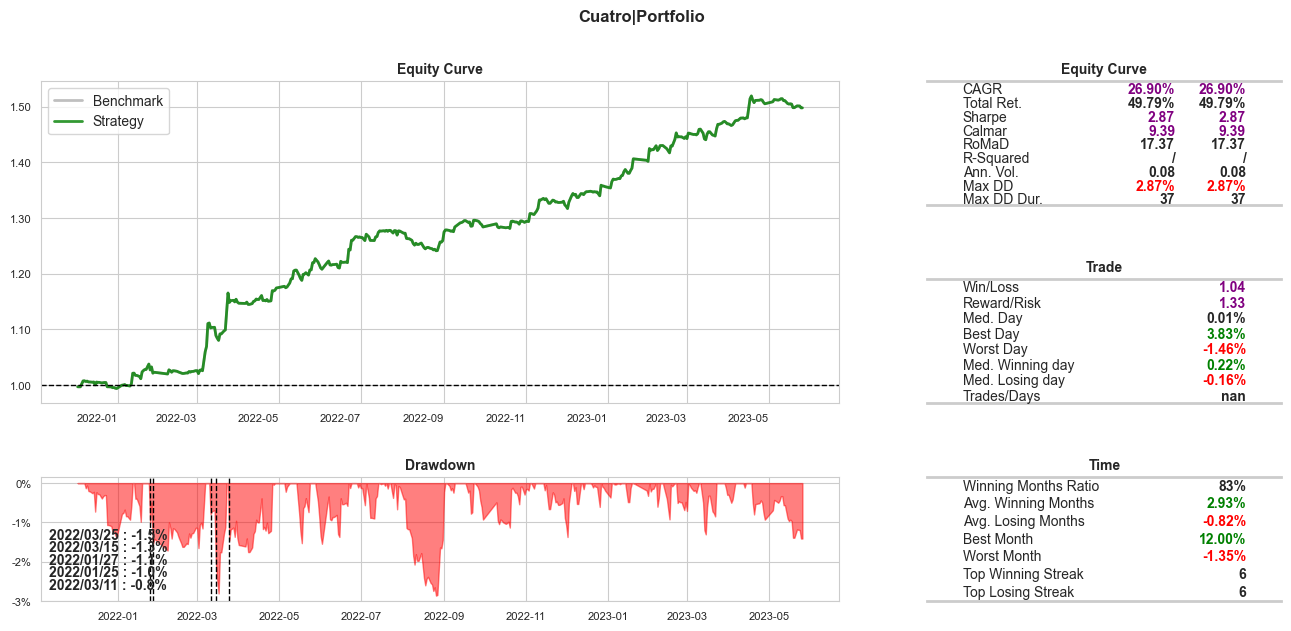 Cuatro|Portfolio
Equity Curve
Benchmark
Strategy
1.50
1.40
1.30
1.20
1.10
1.00
2022-01 2022-03 2022-05 2022-07 2022-09 2022-11 2023-01 2023-03 2023-05
Equity Curve
CAGR 26.90% 26.90%
Total Ret. 49.79% 49.79%
Sharpe 2.87 2.87
Calmar 9.39 9.39
RoMaD 17.37 17.37
R-Squared / /
Ann. Vol. 0.08 0.08
Max DD 2.87% 2.87%
Max DD Dur. 37 37
Trade
Win/Loss 1.04
Reward/Risk 1.33
Med. Day 0.01%
Best Day 3.83%
Worst Day -1.46%
Med. Winning day 0.22%
Med. Losing day -0.16%
Trades/Days nan
Drawdown
0%
-1%
-2%
-3%
2022/03/25 : -1.5%
2022/03/15 : -1.3%
2022/01/27 : -1.1%
2022/01/25 : -1.0%
2022/03/11 : -0.8%
2022-01 2022-03 2022-05 2022-07 2022-09 2022-11 2023-01 2023-03 2023-05
Time
Winning Months Ratio 83%
Avg. Winning Months 2.93%
Avg. Losing Months -0.82%
Best Month 12.00%
Worst Month -1.35%
Top Winning Streak 6
Top Losing Streak 6